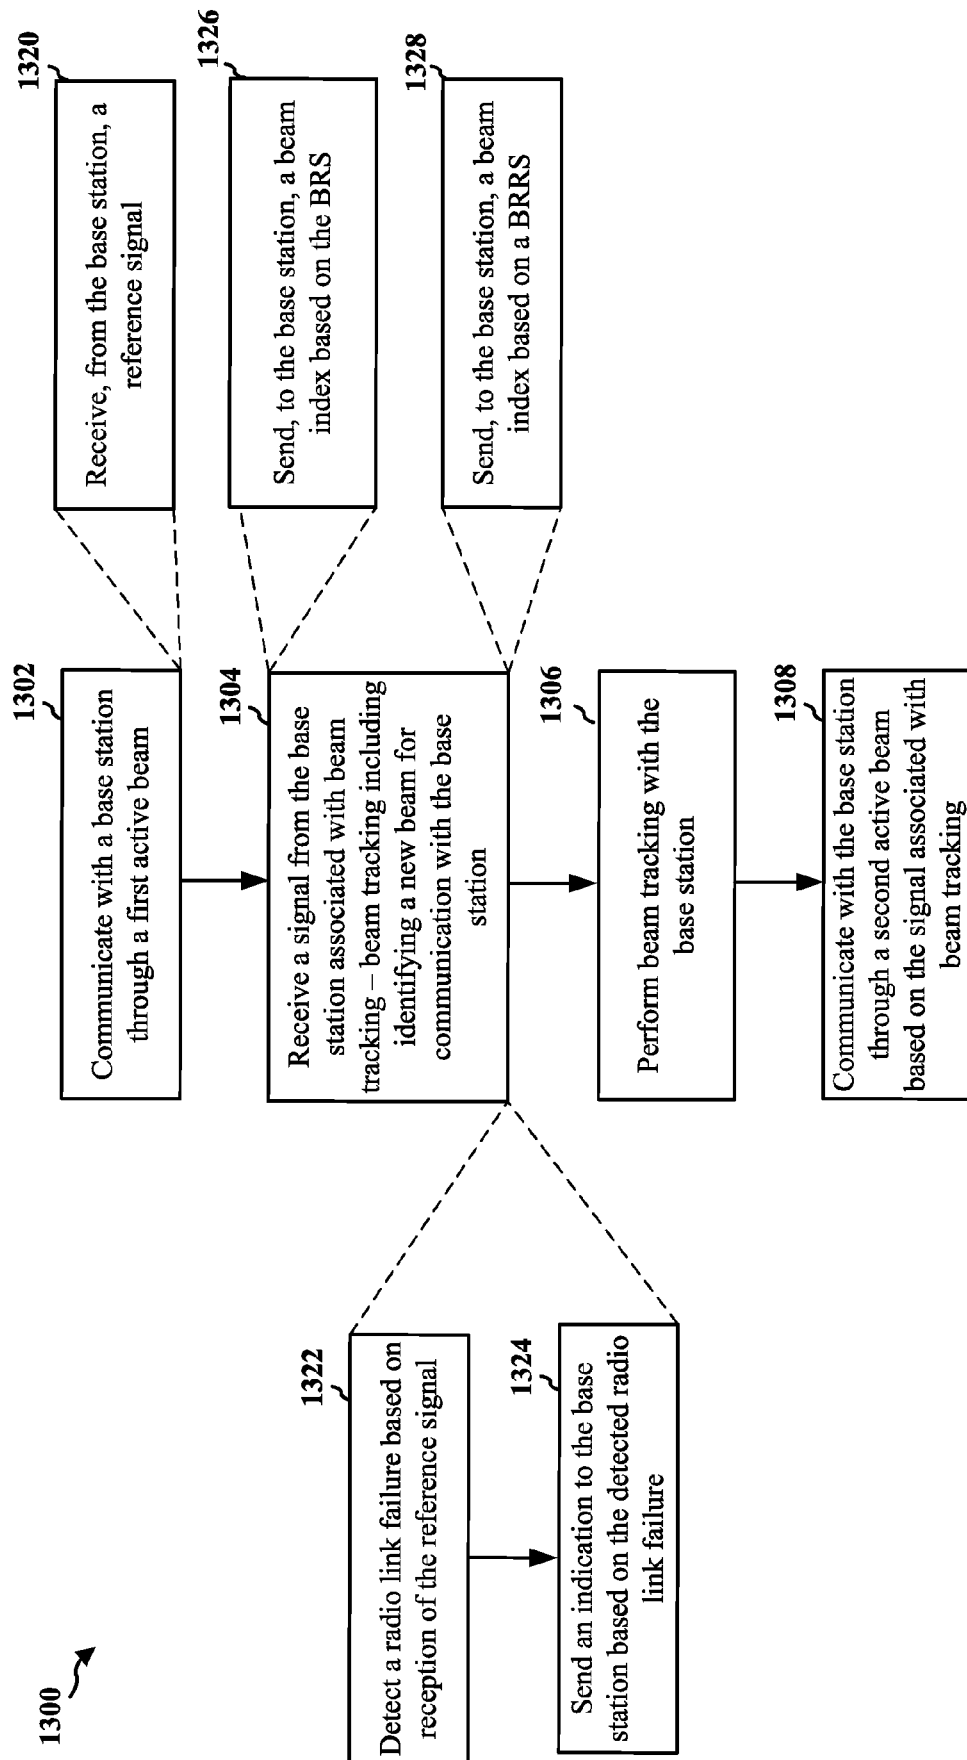 1300
1302
Communicate with a base station
through a first active beam
1320
Receive, from the base station, a
reference signal
1304
Receive a signal from the base
station associated with beam
tracking – beam tracking including
identifying a new beam for
communication with the base
station
1326
Send, to the base station, a beam
index based on the BRS
1328
Send, to the base station, a beam
index based on a BRRS
1322
Detect a radio link failure based on
reception of the reference signal
1324
Send an indication to the base
station based on the detected radio
link failure
1306
Perform beam tracking with the
base station
1308
Communicate with the base station
through a second active beam
based on the signal associated with
beam tracking